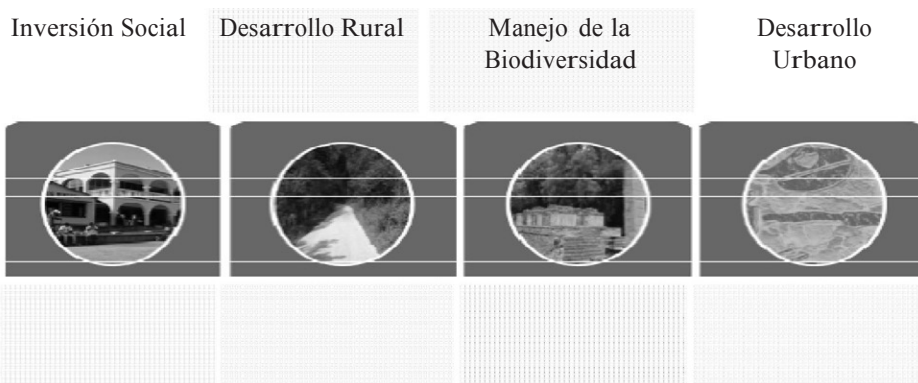 Inversión Social
Desarrollo Rural
Manejo de la
Biodiversidad
Desarrollo
Urbano